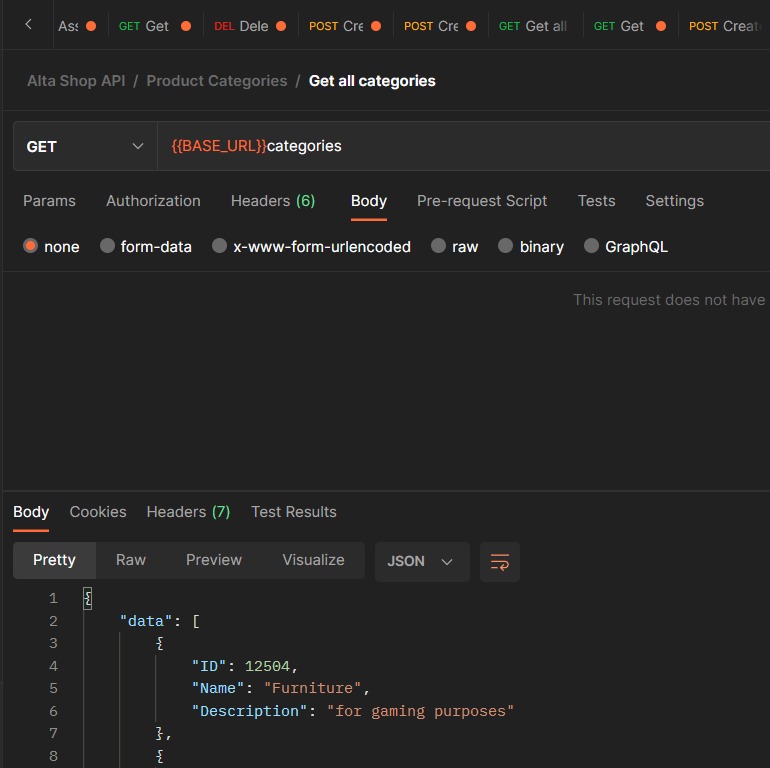 Ass GET Get DEL Dele POST Cre POST Cre GET Get all GET Get POST Create
Alta Shop API / Product Categories / Get all categories
GET {{BASE_URL}}categories
Params Authorization Headers (6) Body Pre-request Script Tests Settings
none form-data x-www-form-urlencoded raw binary GraphQL
This request does not have
Body Cookies Headers (7) Test Results
Pretty Raw Preview Visualize JSON
1 {
2 "data": [
3 {
4 "ID": 12504,
5 "Name": "Furniture",
6 "Description": "for gaming purposes"
7 },
8 {